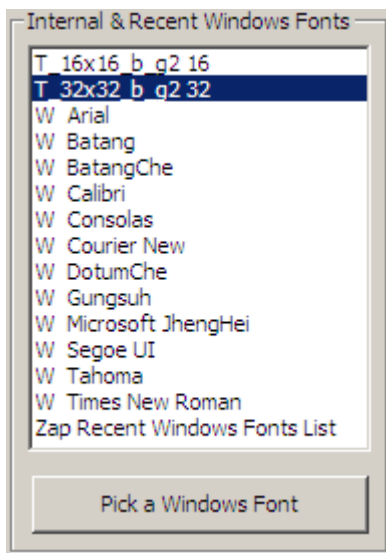 Internal & Recent Windows Fonts
T_16x16_b_g2 16
T_32x32_b_g2 32
W Arial
W Batang
W BatangChe
W Calibri
W Consolas
W Courier New
W DotumChe
W Gungsuh
W Microsoft JhengHei
W Segoe UI
W Tahoma
W Times New Roman
Zap Recent Windows Fonts List
Pick a Windows Font